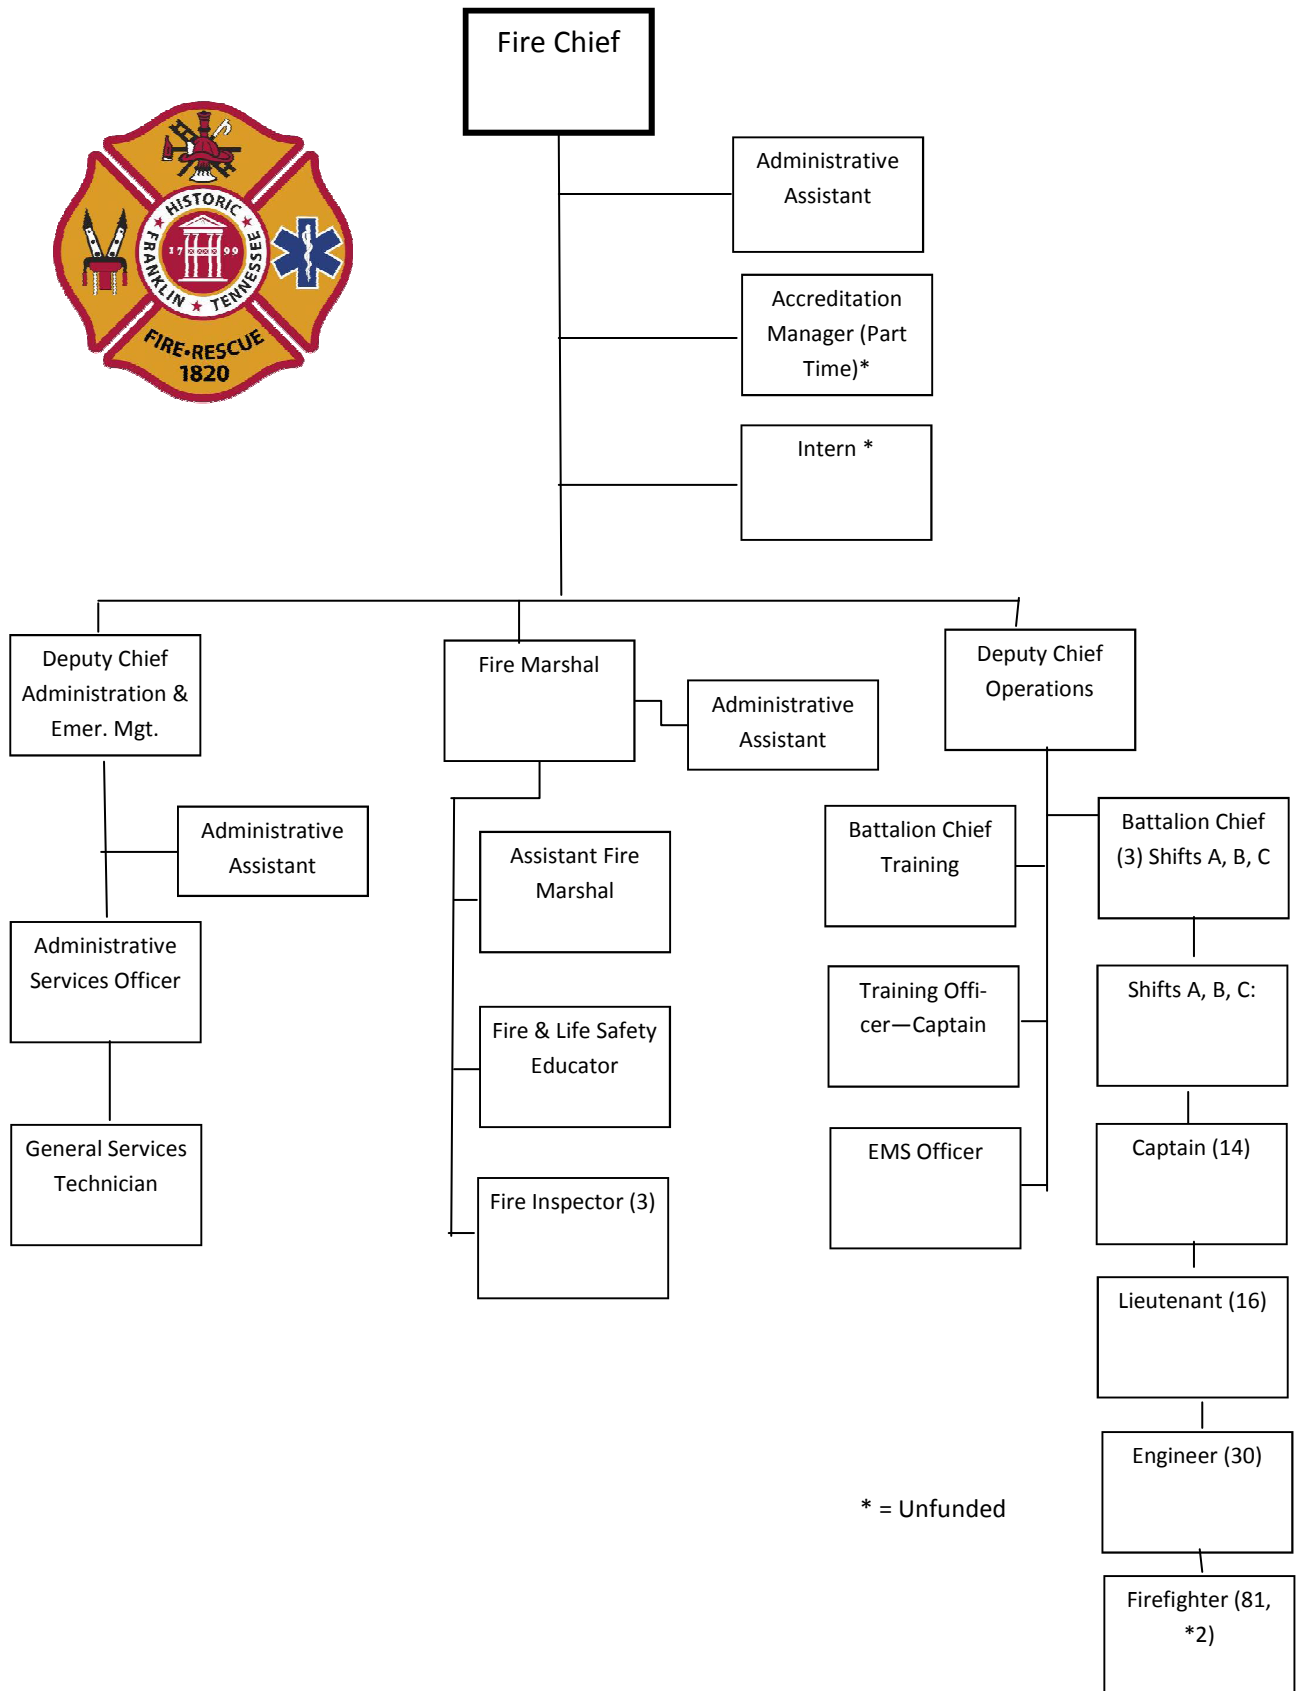 Fire Chief
HISTORIC
FRANKLIN ★ TENNESSEE
17 99
FIRE•RESCUE
1820
Administrative
Assistant
Accreditation
Manager (Part
Time)*
Intern *
Deputy Chief
Administration &
Emer. Mgt.
Administrative
Assistant
Administrative
Services Officer
General Services
Technician
Fire Marshal
Administrative
Assistant
Assistant Fire
Marshal
Fire & Life Safety
Educator
Fire Inspector (3)
Deputy Chief
Operations
Battalion Chief
Training
Training Offi-
cer—Captain
EMS Officer
Battalion Chief
(3) Shifts A, B, C
Shifts A, B, C:
Captain (14)
Lieutenant (16)
Engineer (30)
Firefighter (81,
*2)
* = Unfunded